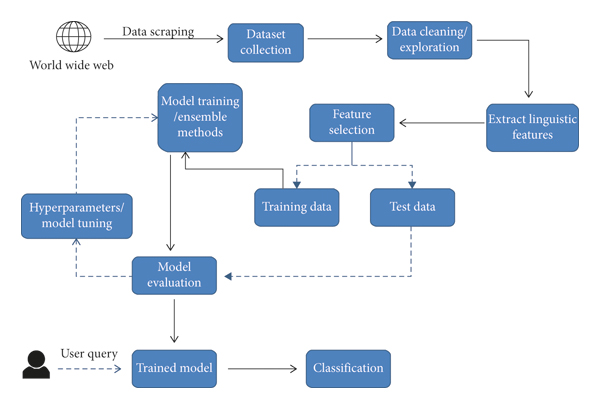 Data scraping
World wide web
Dataset
collection
Data cleaning/
exploration
Model training
/ensemble
methods
Feature
selection
Extract linguistic
features
Hyperparameters/
model tuning
Training data
Test data
Model
evaluation
User query
Trained model
Classification